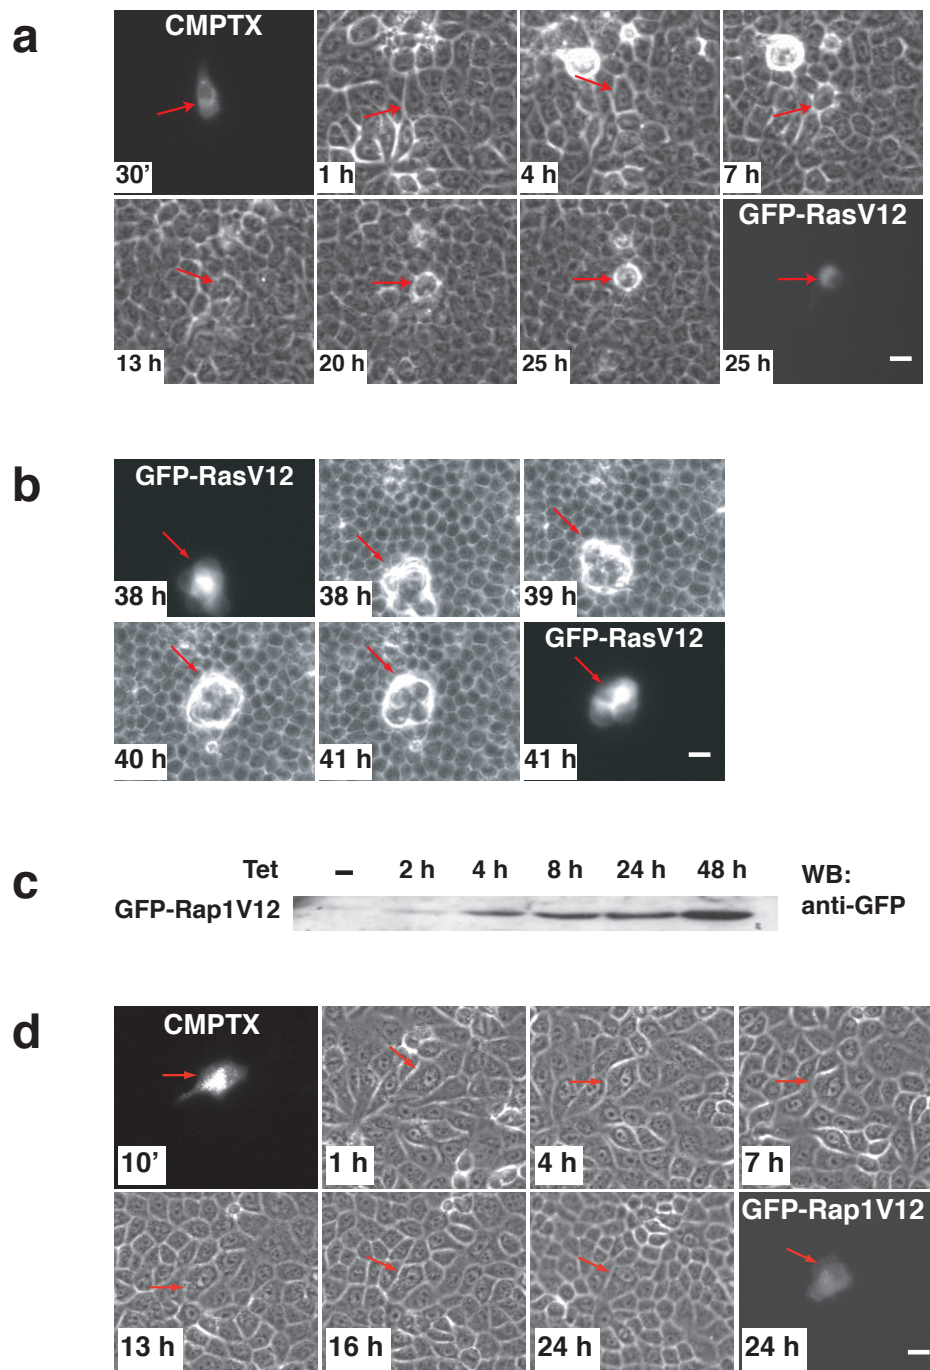 a
CMPTX
30’
1 h
4 h
7 h
13 h
20 h
25 h
GFP-RasV12
25 h
b
GFP-RasV12
38 h
38 h
39 h
40 h
41 h
GFP-RasV12
41 h
c
Tet – 2 h 4 h 8 h 24 h 48 h WB:
GFP-Rap1V12 anti-GFP
d
CMPTX
10’
1 h
4 h
7 h
13 h
16 h
24 h
GFP-Rap1V12
24 h